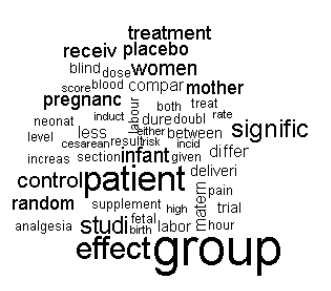 treatment
receiv placebo
blind dose women
score blood compar mother
pregnanc labour both treat
neonat induct dure doubl rate
level less either between signific
cesarean result risk incid
increas section infant given differ
control patient deliveri
random supplement high matern pain
trial
analgesia studi fetal labor hour
birth
effect group